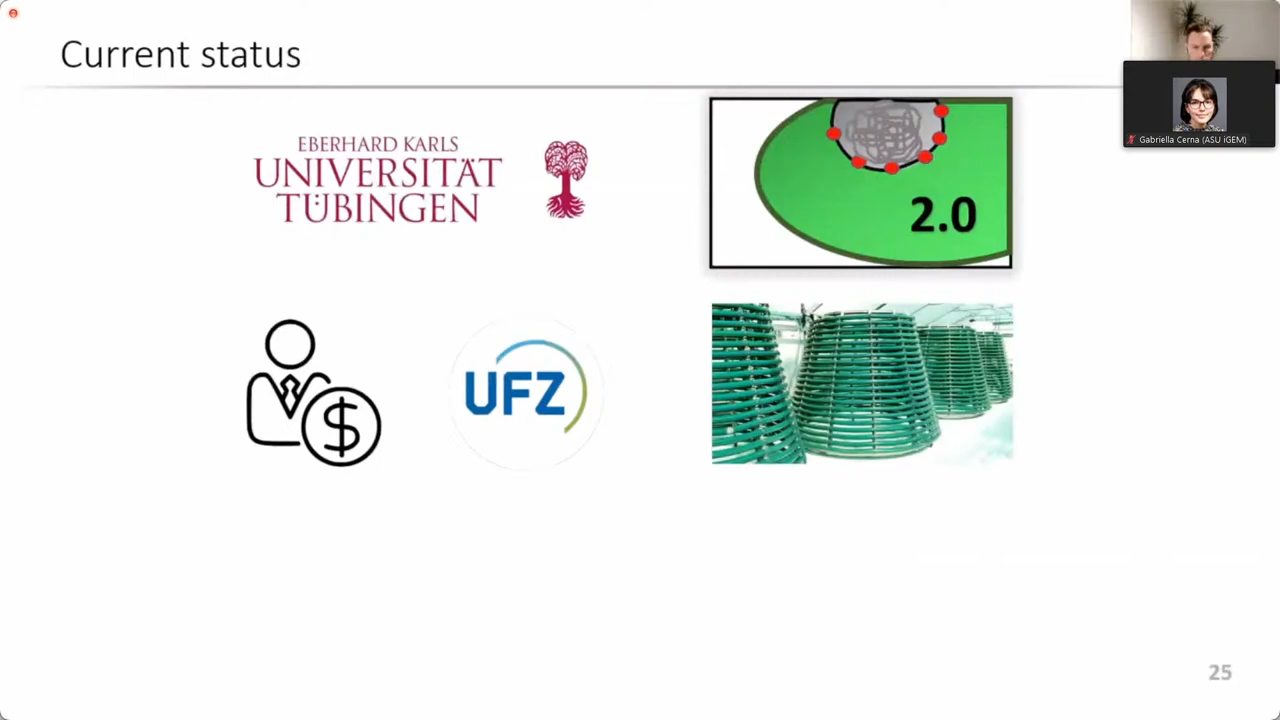 Current status
EBERHARD KARLS
UNIVERSITÄT
TÜBINGEN
2.0
Gabriella Cerna (ASU iGEM)
$
UFZ
25